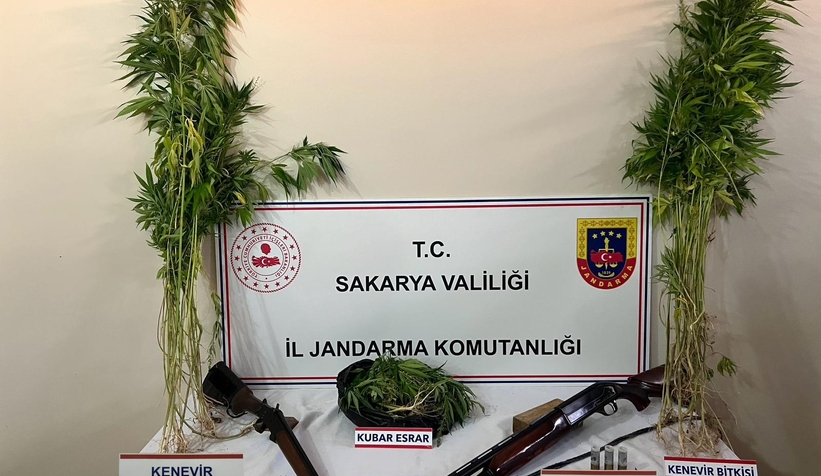 T.C.
SAKARYA VALİLİĞİ
İL JANDARMA KOMUTANLIĞI
JANDARMA
KUBAR ESRAR
KENEVİR
KENEVİR BİTKİSİ